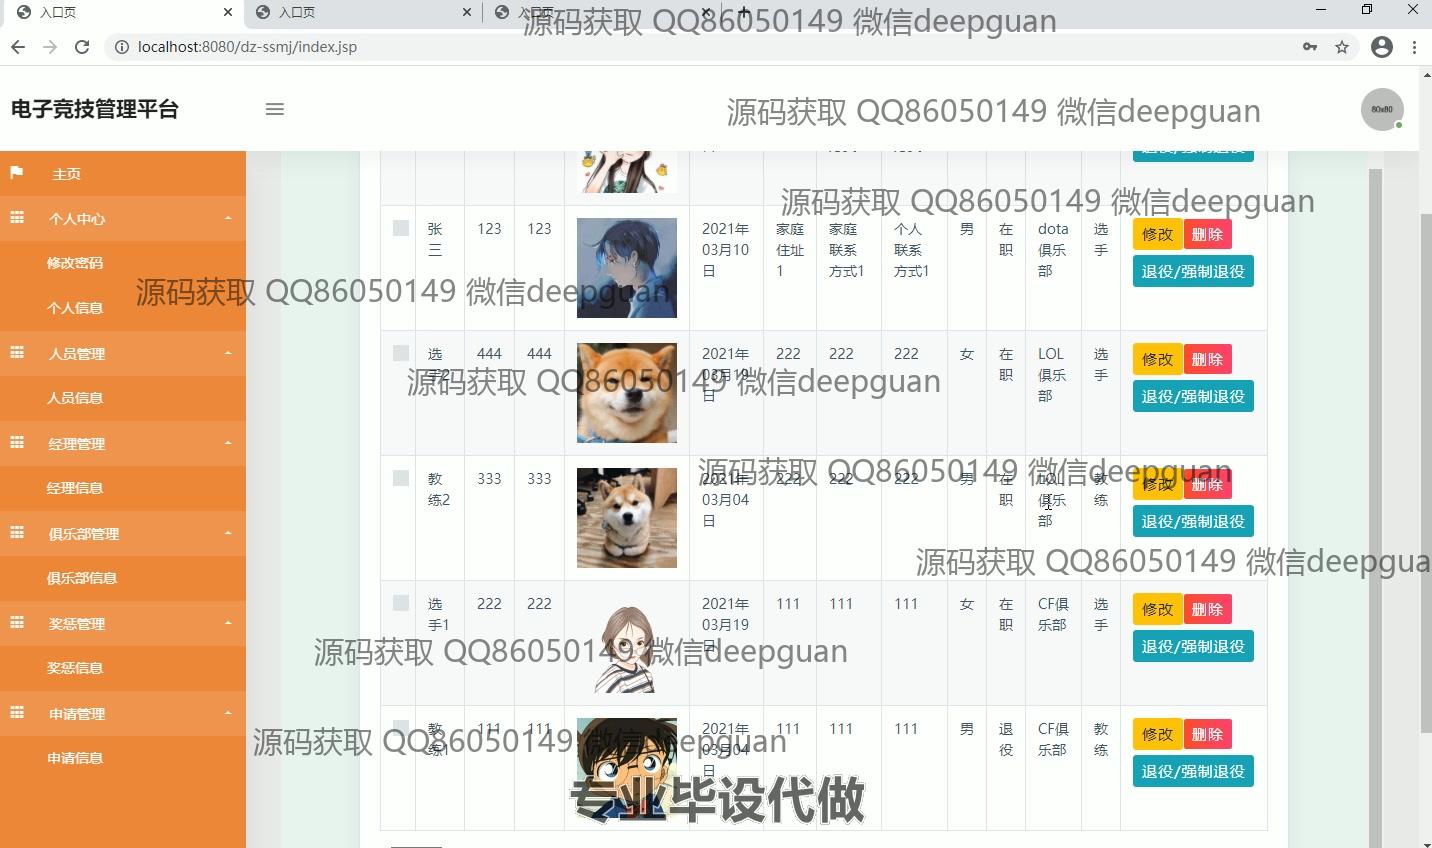 入口页
入口页
入口页
源码获取 QQ86050149 微信deepguan
localhost:8080/dz-ssmj/index.jsp
电子竞技管理平台
源码获取 QQ86050149 微信deepguan
80x80
主页
个人中心
修改密码
个人信息
人员管理
人员信息
经理管理
经理信息
俱乐部管理
俱乐部信息
奖惩管理
奖惩信息
申请管理
申请信息
退役/强制退役
源码获取 QQ86050149 微信deepguan
张三 123 123 2021年03月10日 家庭住址1 家庭联系方式1 个人联系方式1 男 在职 dota俱乐部 选手 修改 删除
退役/强制退役
源码获取 QQ86050149 微信deepguan
选手2 444 444 2021年03月19日 222 222 222 女 在职 LOL俱乐部 选手 修改 删除
退役/强制退役
源码获取 QQ86050149 微信deepguan
教练2 333 333 2021年03月04日 222 222 222 男 在职 LOL俱乐部 教练 修改 删除
退役/强制退役
源码获取 QQ86050149 微信deepguan
源码获取 QQ86050149 微信deepgua
选手1 222 222 2021年03月19日 111 111 111 女 在职 CF俱乐部 选手 修改 删除
退役/强制退役
源码获取 QQ86050149 微信deepguan
教练1 111 111 2021年03月04日 111 111 111 男 退役 CF俱乐部 教练 修改 删除
退役/强制退役
源码获取 QQ86050149 微信deepguan
专业毕设代做